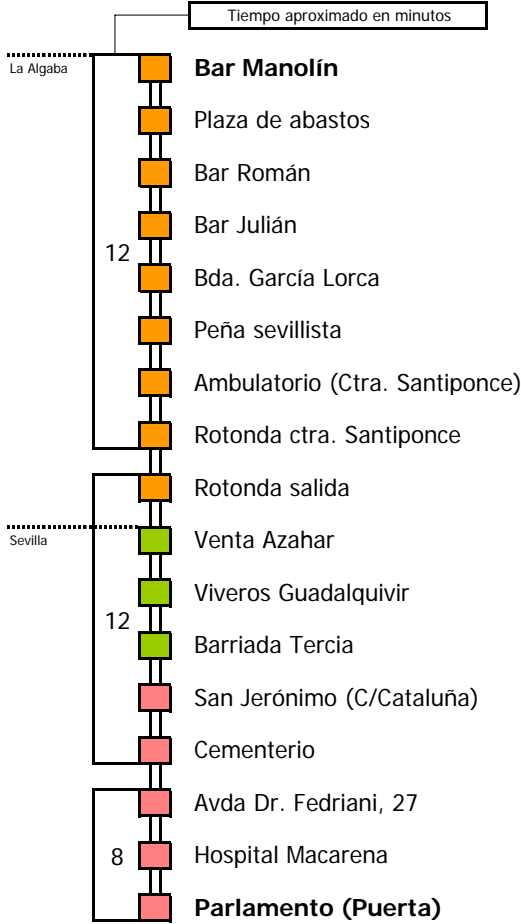 Tiempo aproximado en minutos
La Algaba
Bar Manolín
Plaza de abastos
Bar Román
Bar Julián
12
Bda. García Lorca
Peña sevillista
Ambulatorio (Ctra. Santiponce)
Rotonda ctra. Santiponce
Rotonda salida
Sevilla
Venta Azahar
Viveros Guadalquivir
12
Barriada Tercia
San Jerónimo (C/Cataluña)
Cementerio
Avda Dr. Fedriani, 27
8
Hospital Macarena
Parlamento (Puerta)